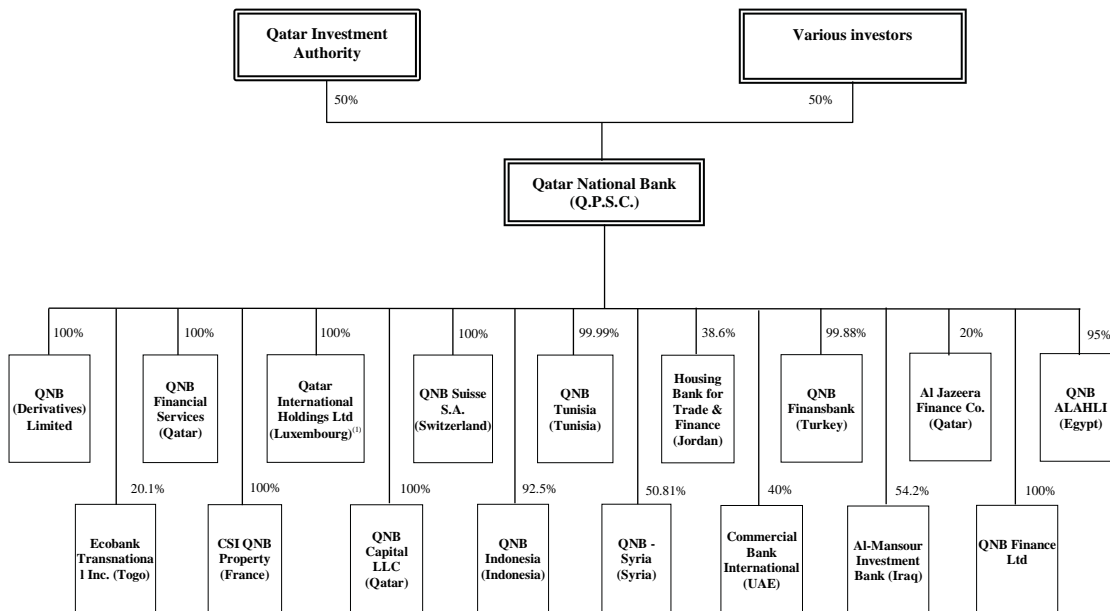 Qatar Investment
Authority
Various investors
50%
50%
Qatar National Bank
(Q.P.S.C.)
100%
100%
100%
100%
99.99%
38.6%
99.88%
20%
95%
QNB
(Derivatives)
Limited
QNB
Financial
Services
(Qatar)
Qatar
International
Holdings Ltd
(Luxembourg)(1)
QNB Suisse
S.A.
(Switzerland)
QNB
Tunisia
(Tunisia)
Housing
Bank for
Trade &
Finance
(Jordan)
QNB
Finansbank
(Turkey)
Al Jazeera
Finance Co.
(Qatar)
QNB
ALAHLI
(Egypt)
20.1%
100%
100%
92.5%
50.81%
40%
54.2%
100%
Ecobank
Transnationa
l Inc. (Togo)
CSI QNB
Property
(France)
QNB
Capital
LLC
(Qatar)
QNB
Indonesia
(Indonesia)
QNB -
Syria
(Syria)
Commercial
Bank
International
(UAE)
Al-Mansour
Investment
Bank (Iraq)
QNB Finance
Ltd